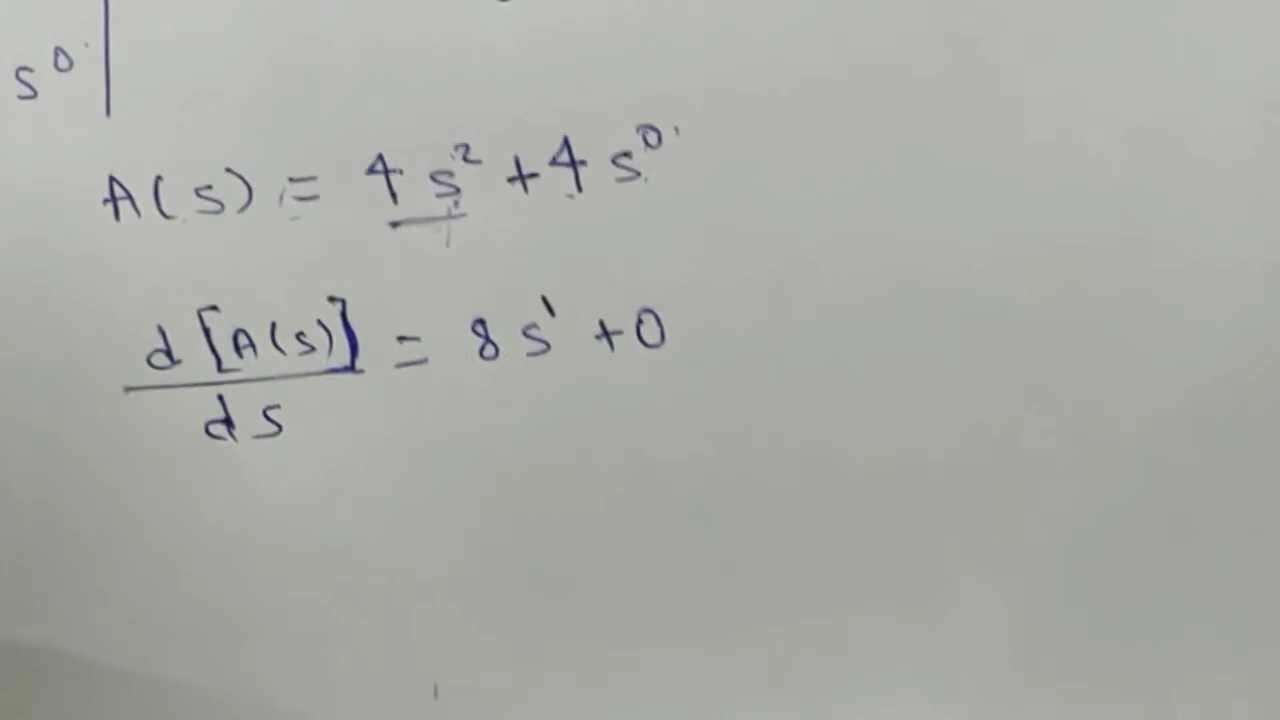 s⁰
A(s) = 4s² + 4s⁰
d[A(s)]/ds = 8s¹ + 0